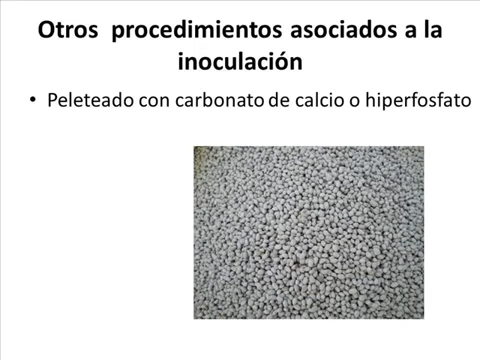 Otros procedimientos asociados a la
inoculación
• Peleteado con carbonato de calcio o hiperfosfato